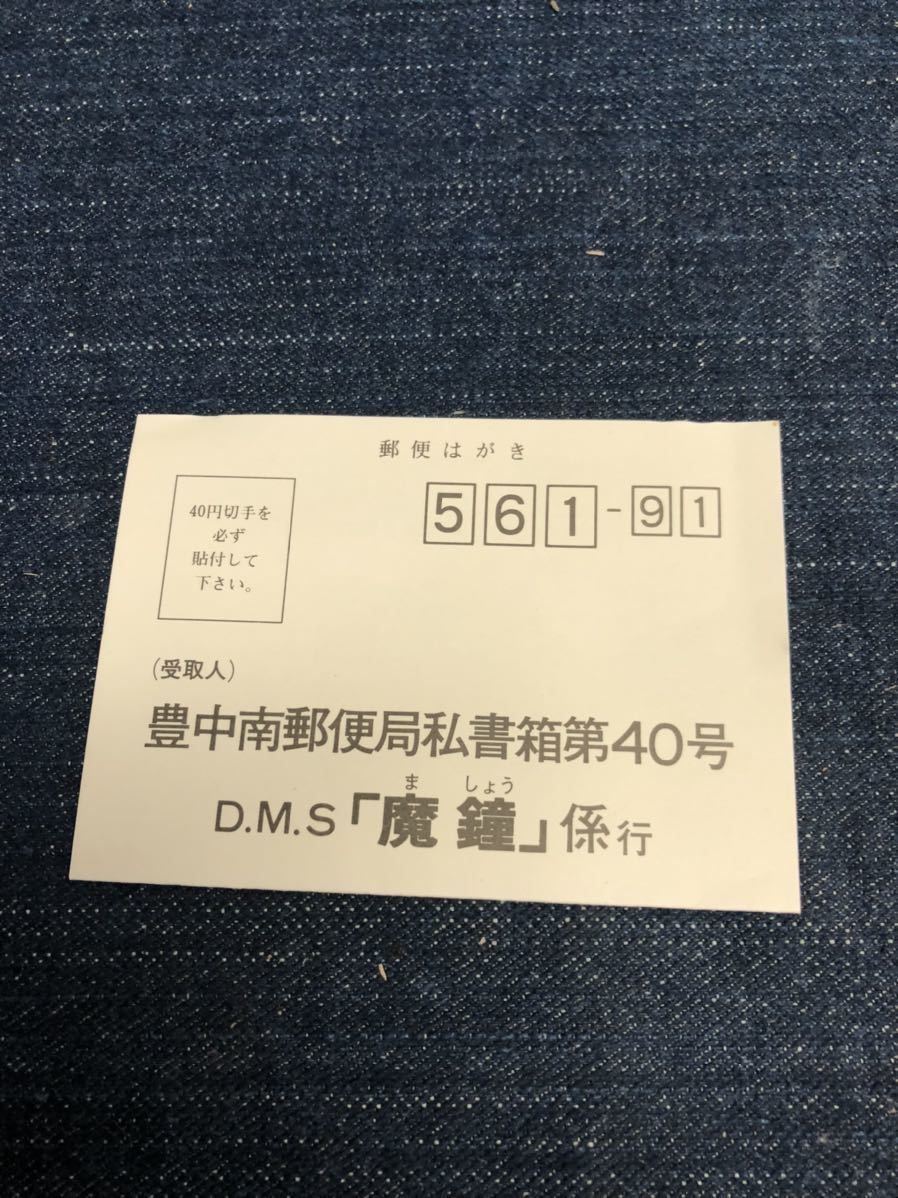 郵便はがき
40円切手を
必ず
貼付して
下さい。
561-91
(受取人)
豊中南郵便局私書箱第40号
ま しょう
D.M.S「魔鐘」係行